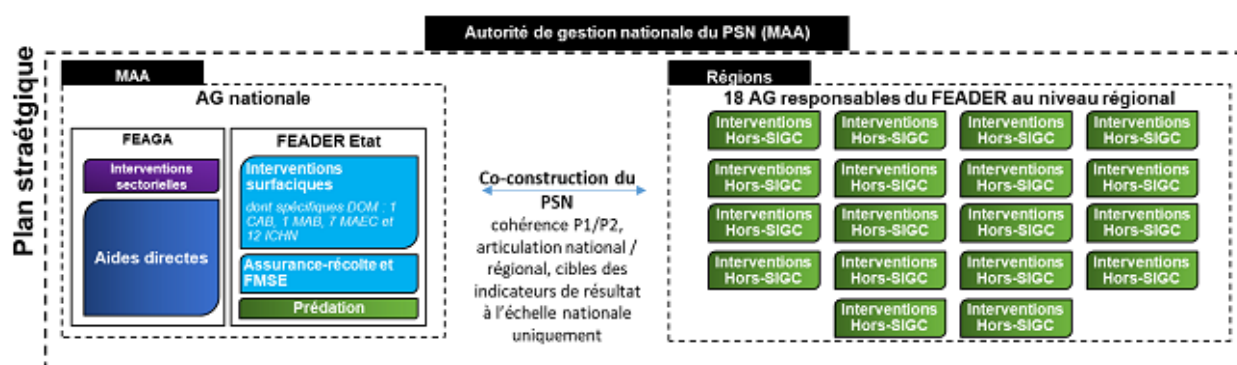 Autorité de gestion nationale du PSN (MAA)
Plan straétgique
MAA
AG nationale
FEAGA
Interventions
sectorielles
Aides directes
FEADER Etat
Interventions
surfaciques
dont spécifiques DOM : 1
CAB, 1 MAB, 7 MAEC et
12 ICHN
Assurance-récolte et
FMSE
Prédation
Co-construction du
PSN
cohérence P1/P2,
articulation national /
régional, cibles des
indicateurs de résultat
à l'échelle nationale
uniquement
Régions
18 AG responsables du FEADER au niveau régional
Interventions Interventions Interventions Interventions
Hors-SIGC Hors-SIGC Hors-SIGC Hors-SIGC
Interventions Interventions Interventions Interventions
Hors-SIGC Hors-SIGC Hors-SIGC Hors-SIGC
Interventions Interventions Interventions Interventions
Hors-SIGC Hors-SIGC Hors-SIGC Hors-SIGC
Interventions Interventions Interventions Interventions
Hors-SIGC Hors-SIGC Hors-SIGC Hors-SIGC
Interventions Interventions
Hors-SIGC Hors-SIGC